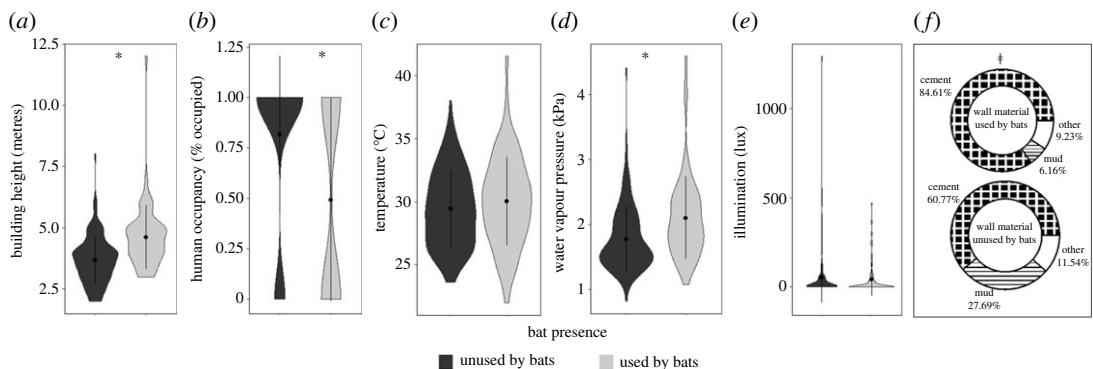 (a)
building height (metres)
12.5
10.0
7.5
5.0
2.5
*
(b)
human occupancy (% occupied)
1.25
1.00
0.75
0.50
0.25
0
*
(c)
temperature (°C)
40
35
30
25
(d)
water vapour pressure (kPa)
4
3
2
1
*
(e)
illumination (lux)
1000
500
0
(f)
‡
cement
84.61%
wall material
used by bats
other
9.23%
mud
6.16%
cement
60.77%
wall material
unused by bats
other
11.54%
mud
27.69%
bat presence
unused by bats
used by bats